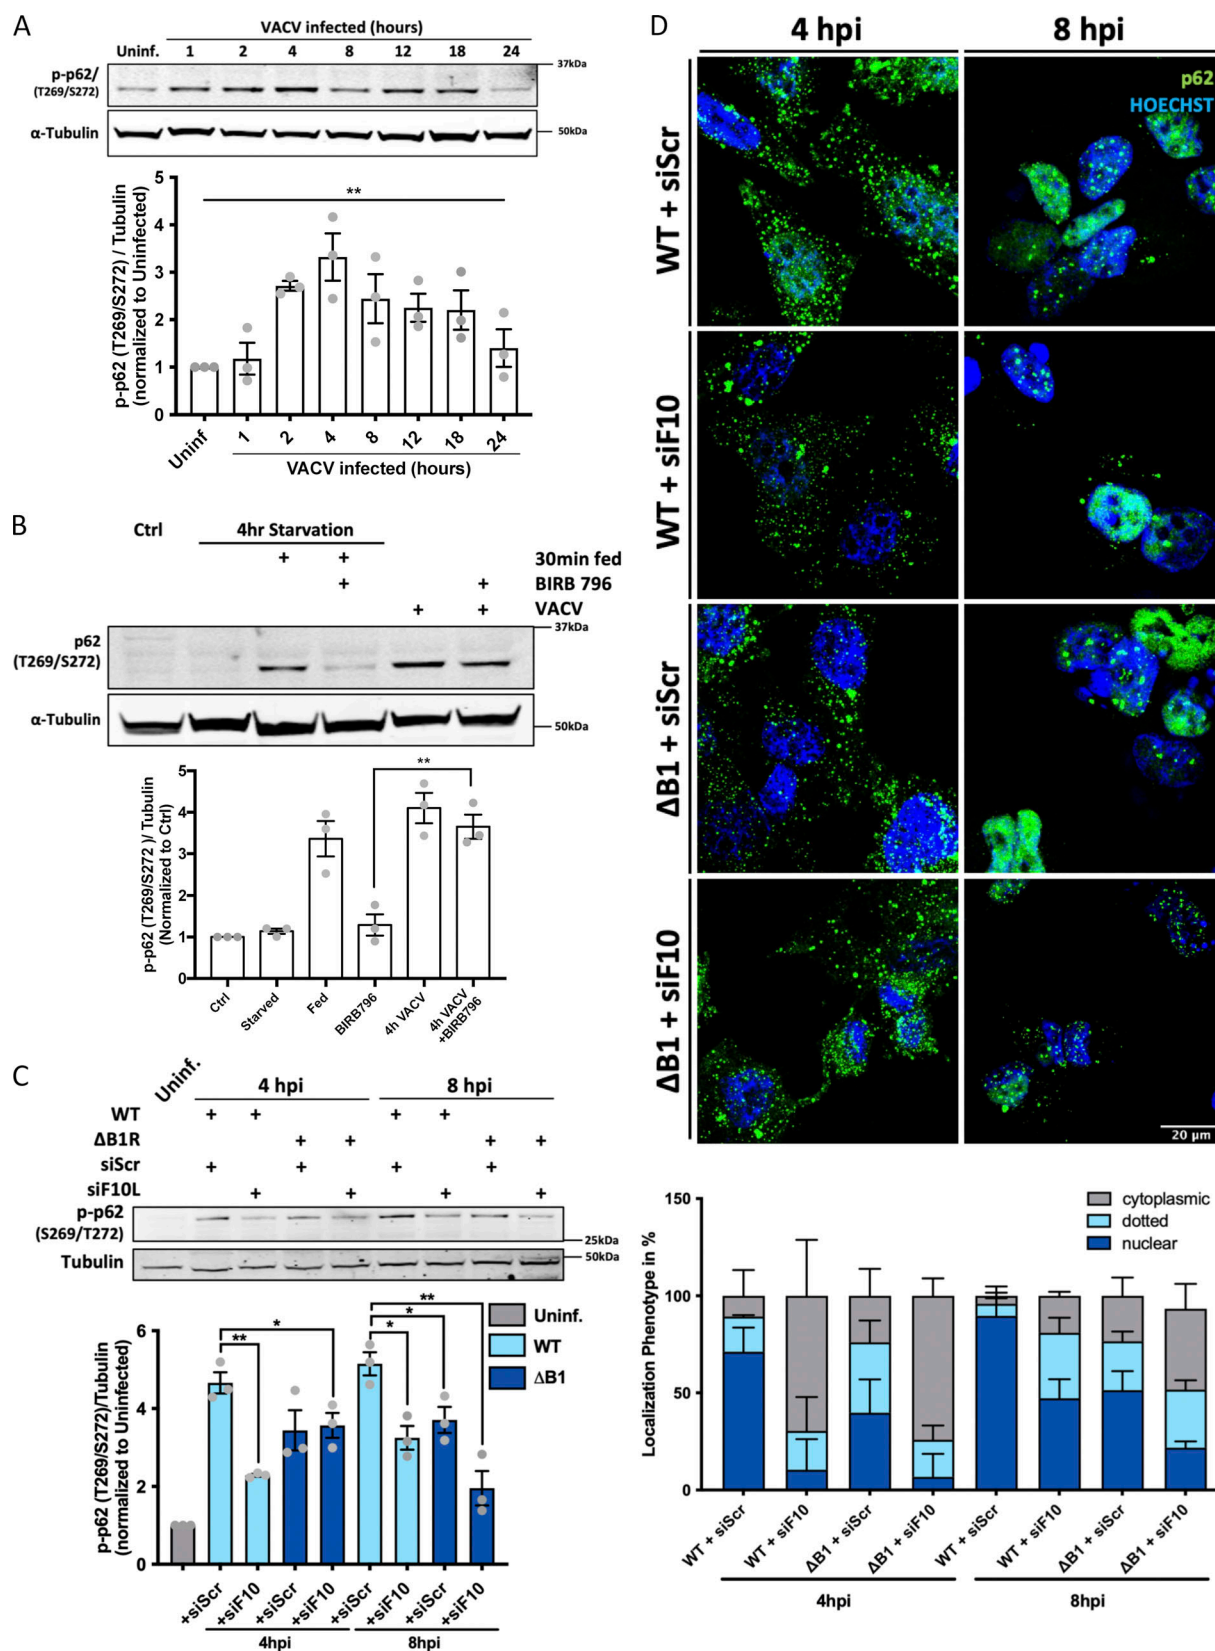 A
VACV infected (hours)
Uninf. 1 2 4 8 12 18 24
37kDa
p-p62/
(T269/S272)
α-Tubulin
50kDa
p-p62 (T269/S272) / Tubulin
(normalized to Uninfected)
5
4
3
2
1
0
**
Uninf 1 2 4 8 12 18 24
VACV infected (hours)
B
Ctrl 4hr Starvation
+ + 30min fed
+ + BIRB 796
+ + VACV
37kDa
p62
(T269/S272)
α-Tubulin
50kDa
p-p62 (T269/S272 )/ Tubulin
(Normalized to Ctrl)
5
4
3
2
1
0
**
Ctrl Starved Fed BIRB796 4h VACV 4h VACV
+BIRB796
C
Uninf. 4 hpi 8 hpi
WT + + + +
ΔB1R + + + +
siScr + + + +
siF10L + + + +
p-p62
(S269/T272)
25kDa
Tubulin
50kDa
p-p62 (T269/S272)/Tubulin
(normalized to Uninfected)
6
4
2
0
** * * * **
Uninf.
WT
ΔB1
+siScr +siF10 +siScr +siF10 +siScr +siF10 +siScr +siF10
4hpi 8hpi
D
4 hpi 8 hpi
p62
HOECHST
WT + siScr
WT + siF10
ΔB1 + siScr
ΔB1 + siF10
20 µm
Localization Phenotype in %
150
100
50
0
cytoplasmic
dotted
nuclear
WT + siScr WT + siF10 ΔB1 + siScr ΔB1 + siF10 WT + siScr WT + siF10 ΔB1 + siScr ΔB1 + siF10
4hpi 8hpi